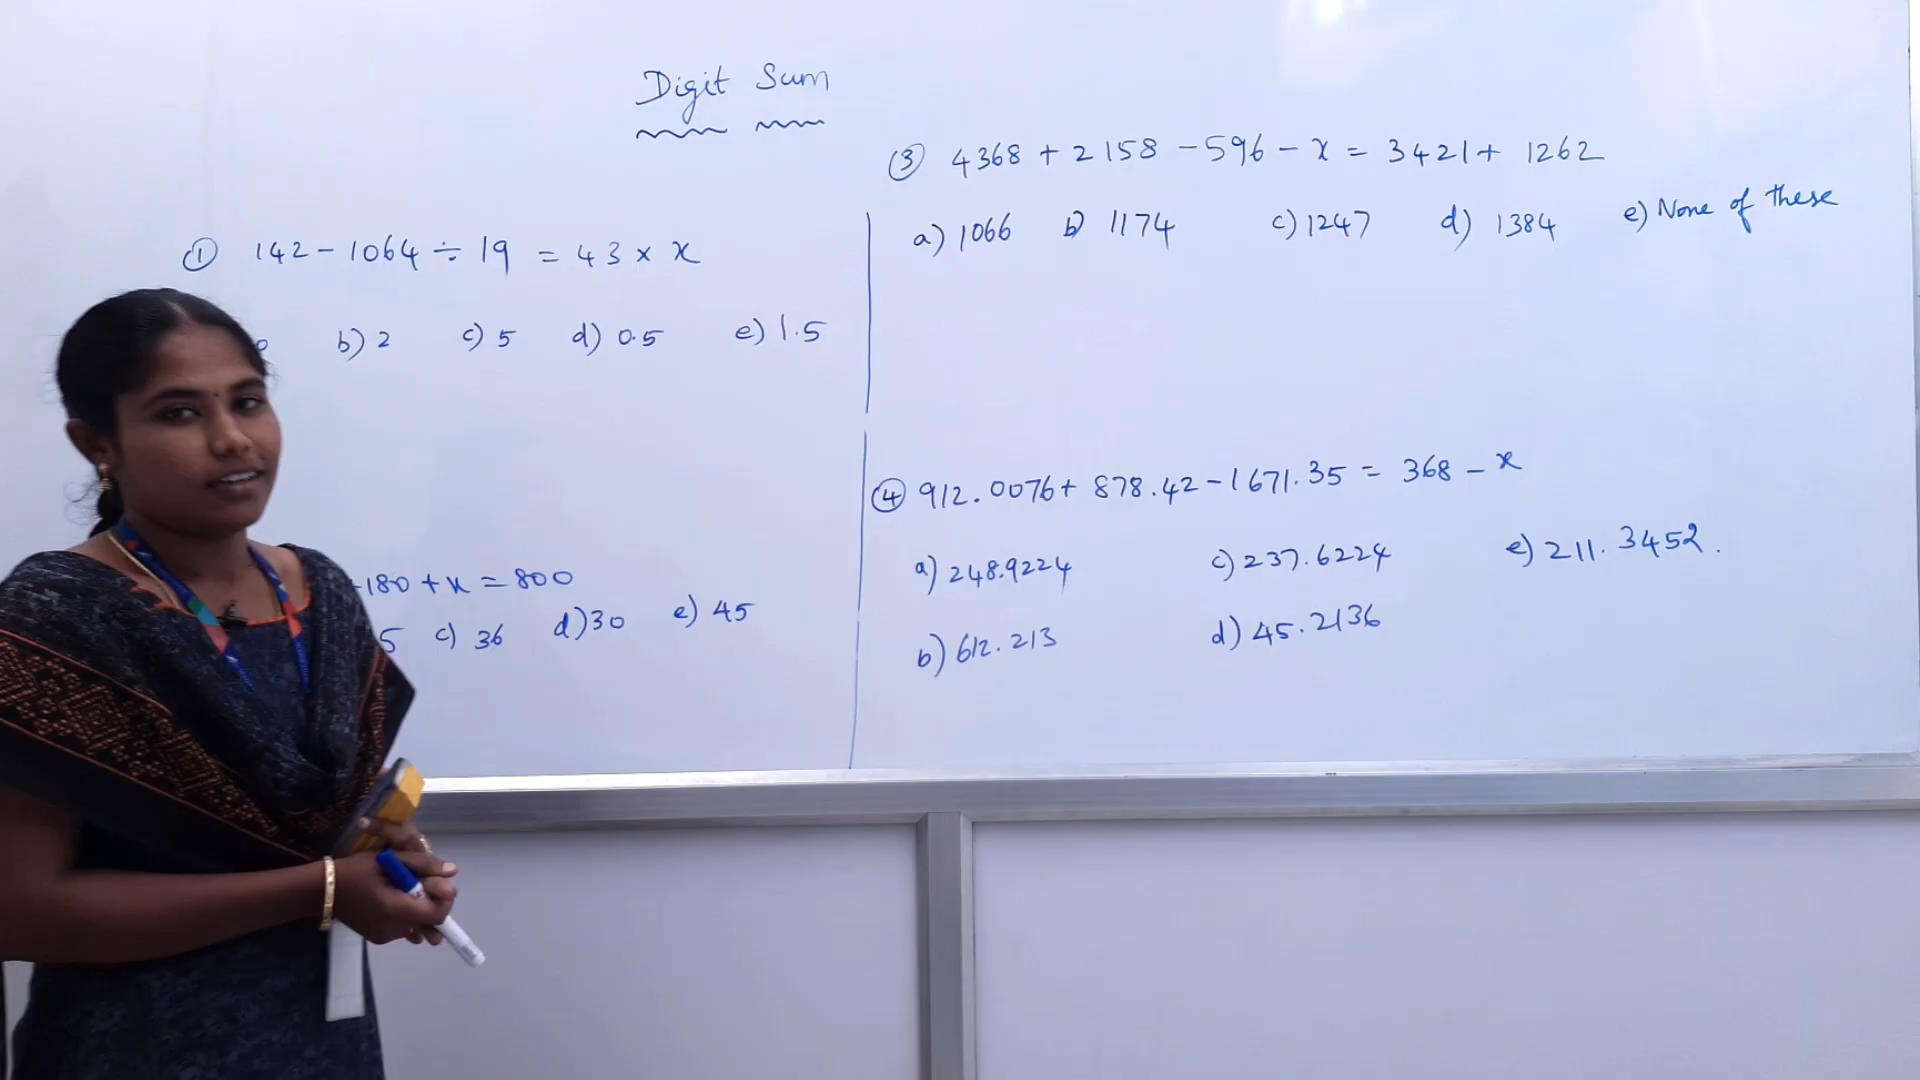 Digit Sum
① 142 - 1064 ÷ 19 = 43 × x
b) 2 c) 5 d) 0.5 e) 1.5
-180 + x = 800
5 c) 36 d) 30 e) 45
③ 4368 + 2158 - 596 - x = 3421 + 1262
a) 1066 b) 1174 c) 1247 d) 1384 e) None of these
④ 912.0076 + 878.42 - 1671.35 = 368 - x
a) 248.9224 c) 237.6224 e) 211.3452.
b) 612.213 d) 45.2136